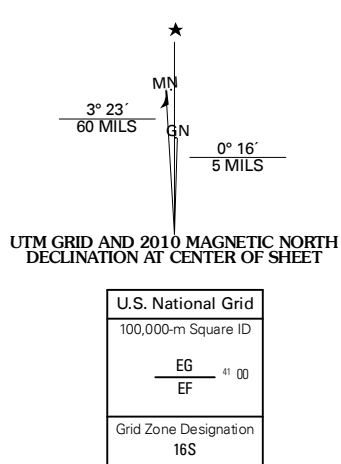 ★
MN
3° 23´
60 MILS
GN
0° 16´
5 MILS
UTM GRID AND 2010 MAGNETIC NORTH
DECLINATION AT CENTER OF SHEET
U.S. National Grid
100,000-m Square ID
EG
41 00
EF
Grid Zone Designation
16S